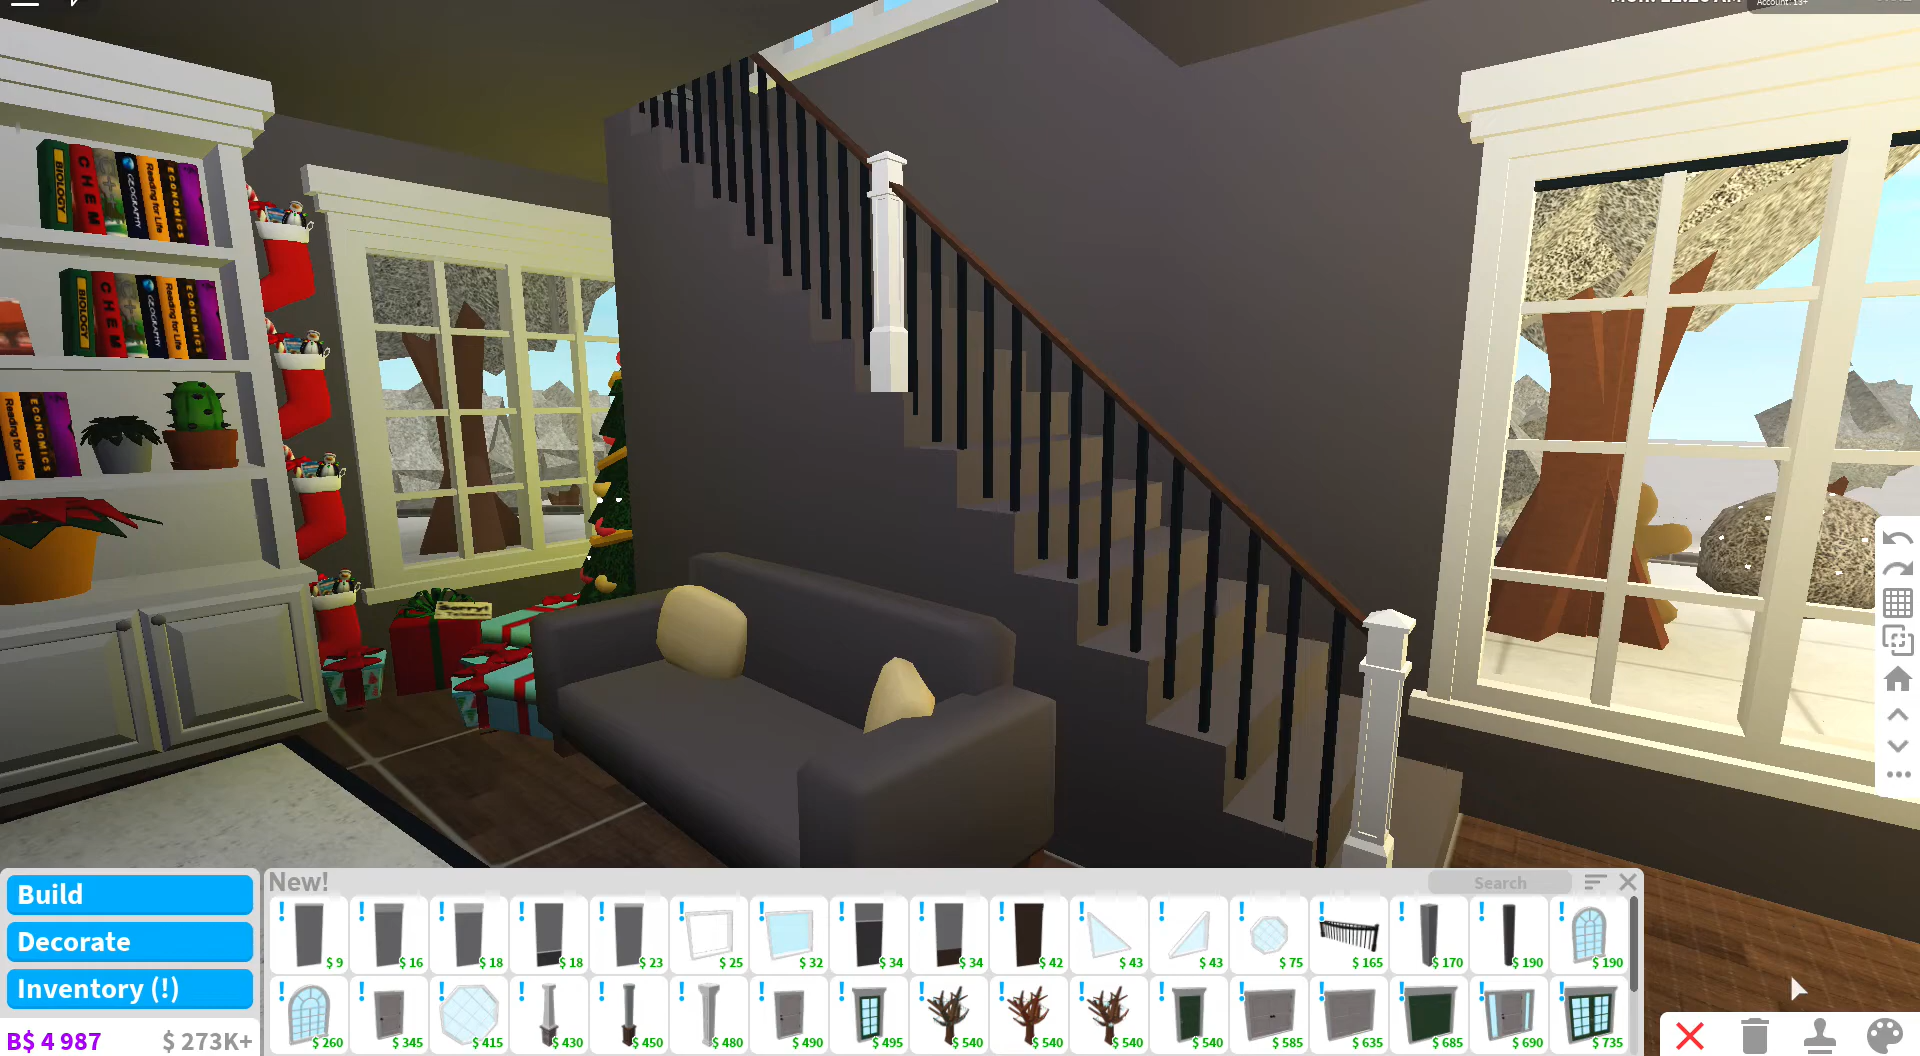 Account: 13+
BIOLOGY
CHEM
GEOGRAPHY
Reading for Life
ECONOMICS
BIOLOGY
CHEM
GEOGRAPHY
Reading for Life
ECONOMICS
Reading for Life
ECONOMICS
Build
Decorate
Inventory (!)
B$ 4 987
$ 273K+
New!
Search
! $ 9
! $ 16
! $ 18
! $ 18
! $ 23
! $ 25
! $ 32
! $ 34
! $ 34
! $ 42
! $ 43
! $ 43
! $ 75
! $ 165
! $ 170
! $ 190
! $ 190
! $ 260
! $ 345
! $ 415
! $ 430
! $ 450
! $ 480
! $ 490
! $ 495
! $ 540
! $ 540
! $ 540
! $ 540
! $ 585
! $ 635
! $ 685
! $ 690
! $ 735